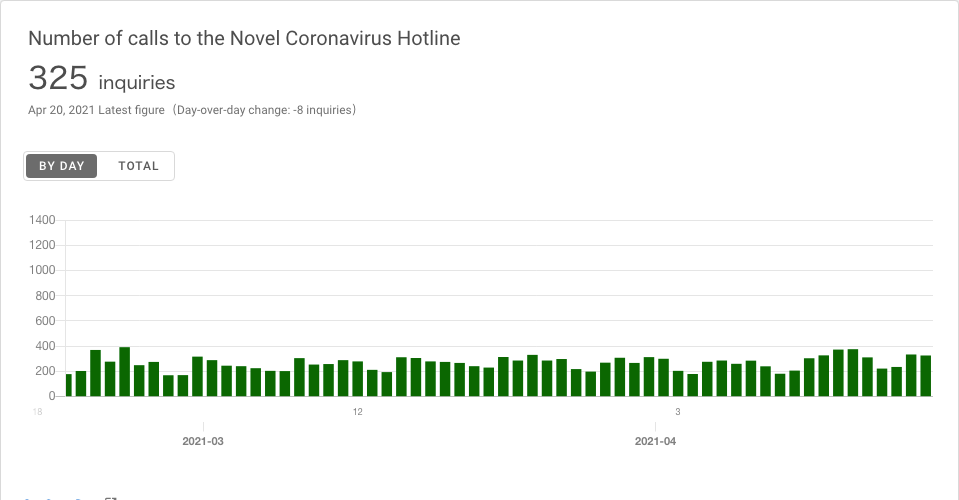 Number of calls to the Novel Coronavirus Hotline
325 inquiries
Apr 20, 2021 Latest figure（Day-over-day change: -8 inquiries）
BY DAY TOTAL
1400
1200
1000
800
600
400
200
0
18 12 3
2021-03 2021-04